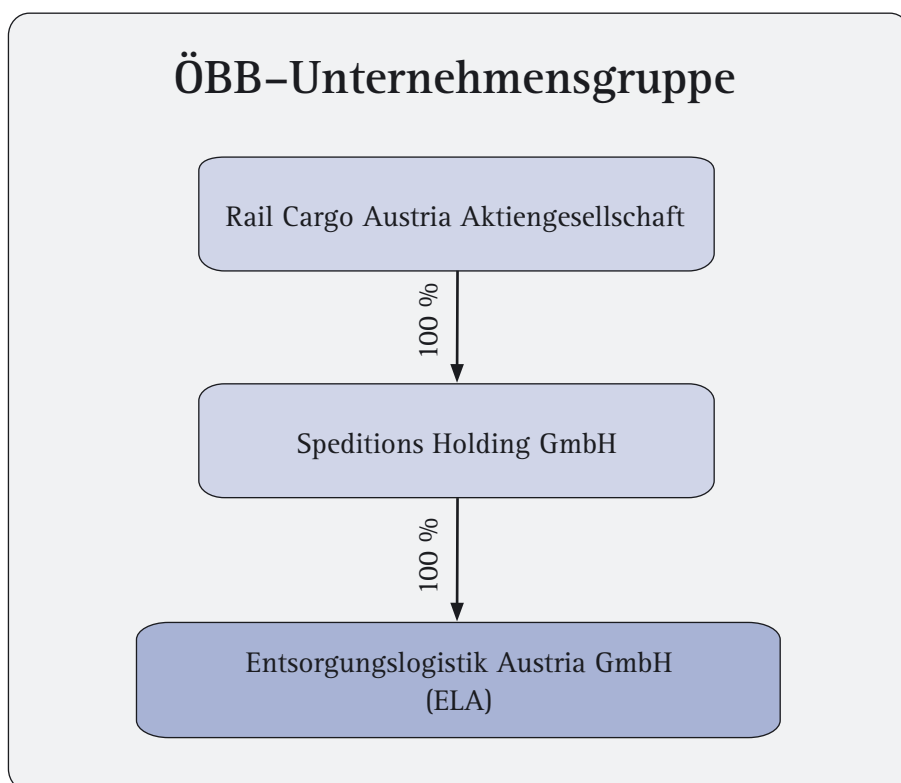 ÖBB-Unternehmensgruppe
Rail Cargo Austria Aktiengesellschaft
100 %
Speditions Holding GmbH
100 %
Entsorgungslogistik Austria GmbH
(ELA)